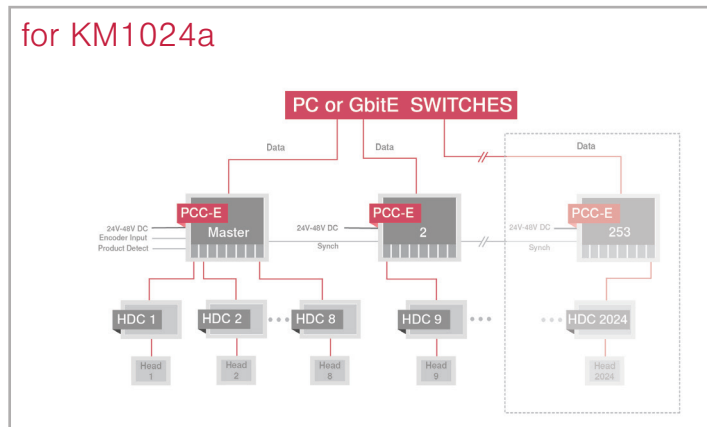 for KM1024a
PC or GbitE SWITCHES
Data
Data
Data
PCC-E
PCC-E
PCC-E
24V-48V DC
Encoder Input
Product Detect
Master
24V-48V DC
2
24V-48V DC
253
Synch
Synch
HDC 1
HDC 2
HDC 8
HDC 9
HDC 2024
Head
1
Head
2
Head
8
Head
9
Head
2024